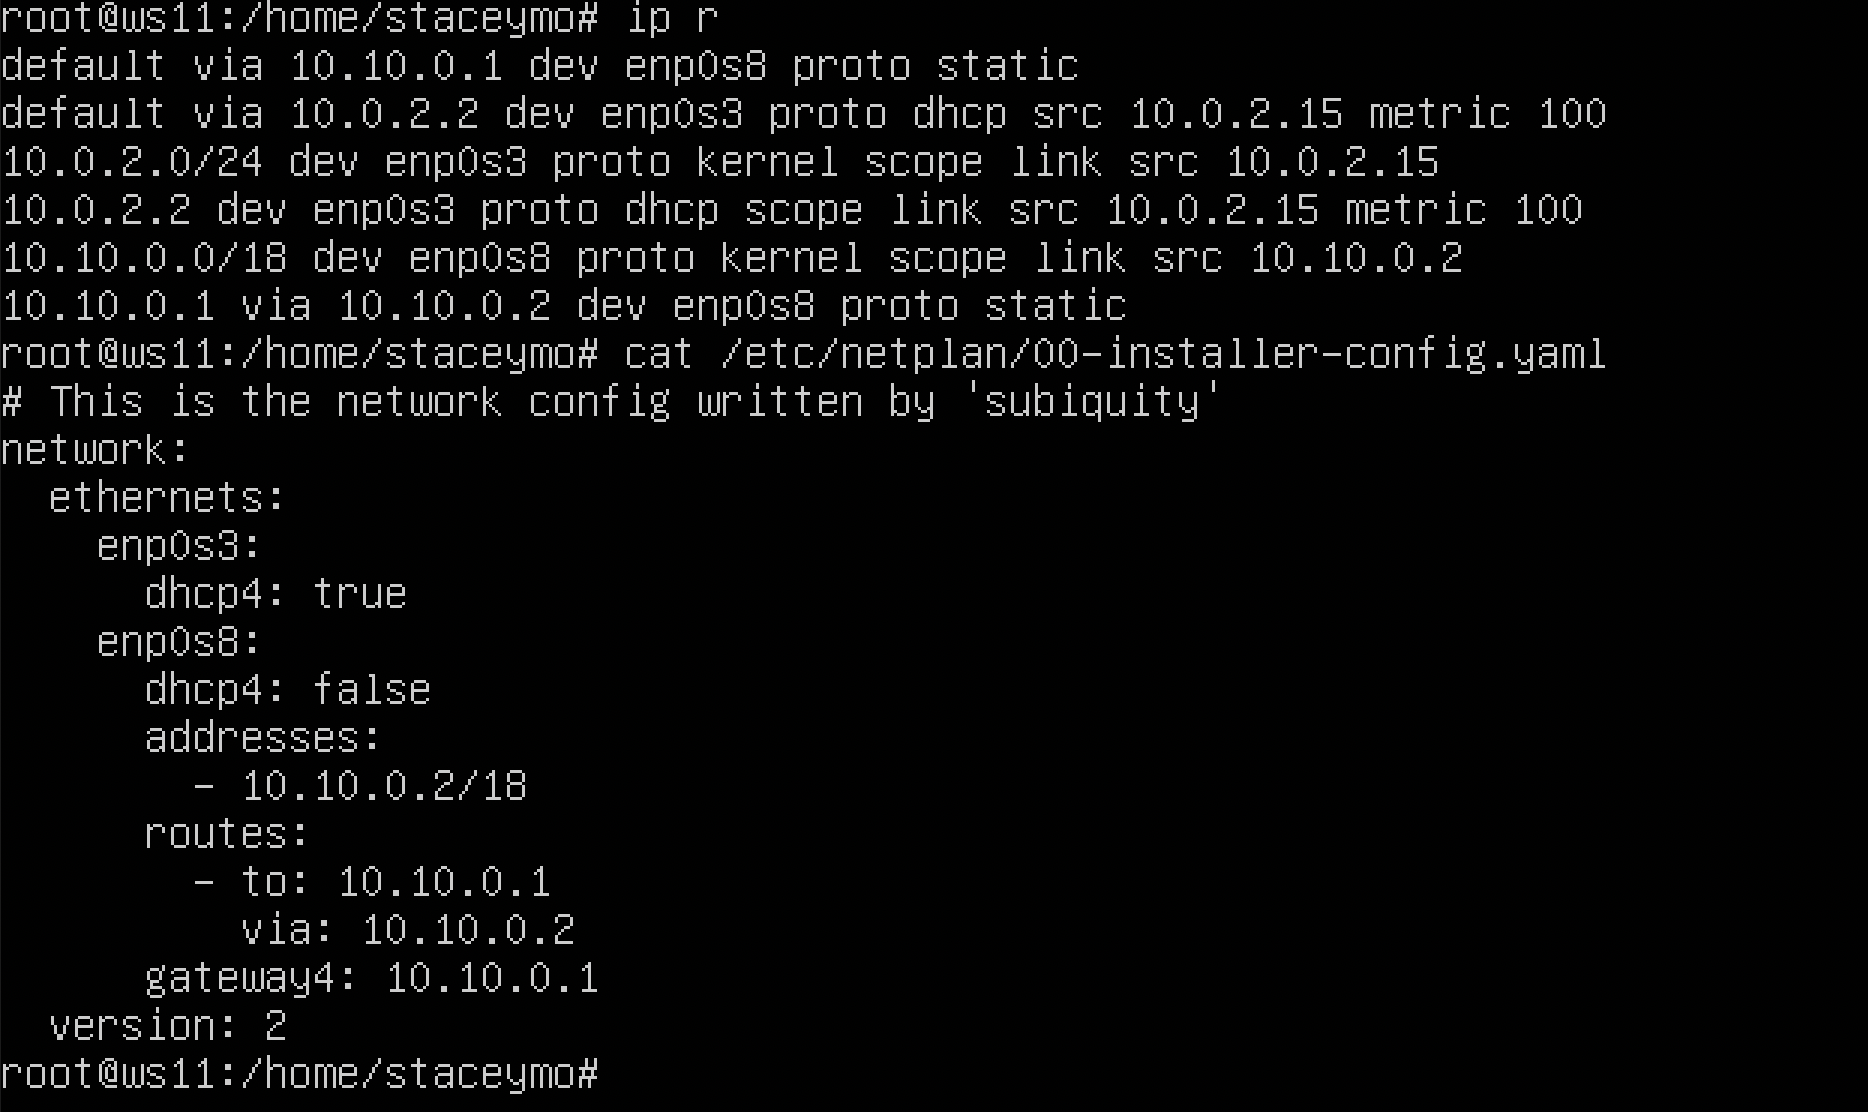 root@ws11:/home/staceymo# ip r
default via 10.10.0.1 dev enp0s8 proto static
default via 10.0.2.2 dev enp0s3 proto dhcp src 10.0.2.15 metric 100
10.0.2.0/24 dev enp0s3 proto kernel scope link src 10.0.2.15
10.0.2.2 dev enp0s3 proto dhcp scope link src 10.0.2.15 metric 100
10.10.0.0/18 dev enp0s8 proto kernel scope link src 10.10.0.2
10.10.0.1 via 10.10.0.2 dev enp0s8 proto static
root@ws11:/home/staceymo# cat /etc/netplan/00-installer-config.yaml
# This is the network config written by 'subiquity'
network:
  ethernets:
    enp0s3:
      dhcp4: true
    enp0s8:
      dhcp4: false
      addresses:
        - 10.10.0.2/18
      routes:
        - to: 10.10.0.1
          via: 10.10.0.2
      gateway4: 10.10.0.1
  version: 2
root@ws11:/home/staceymo#